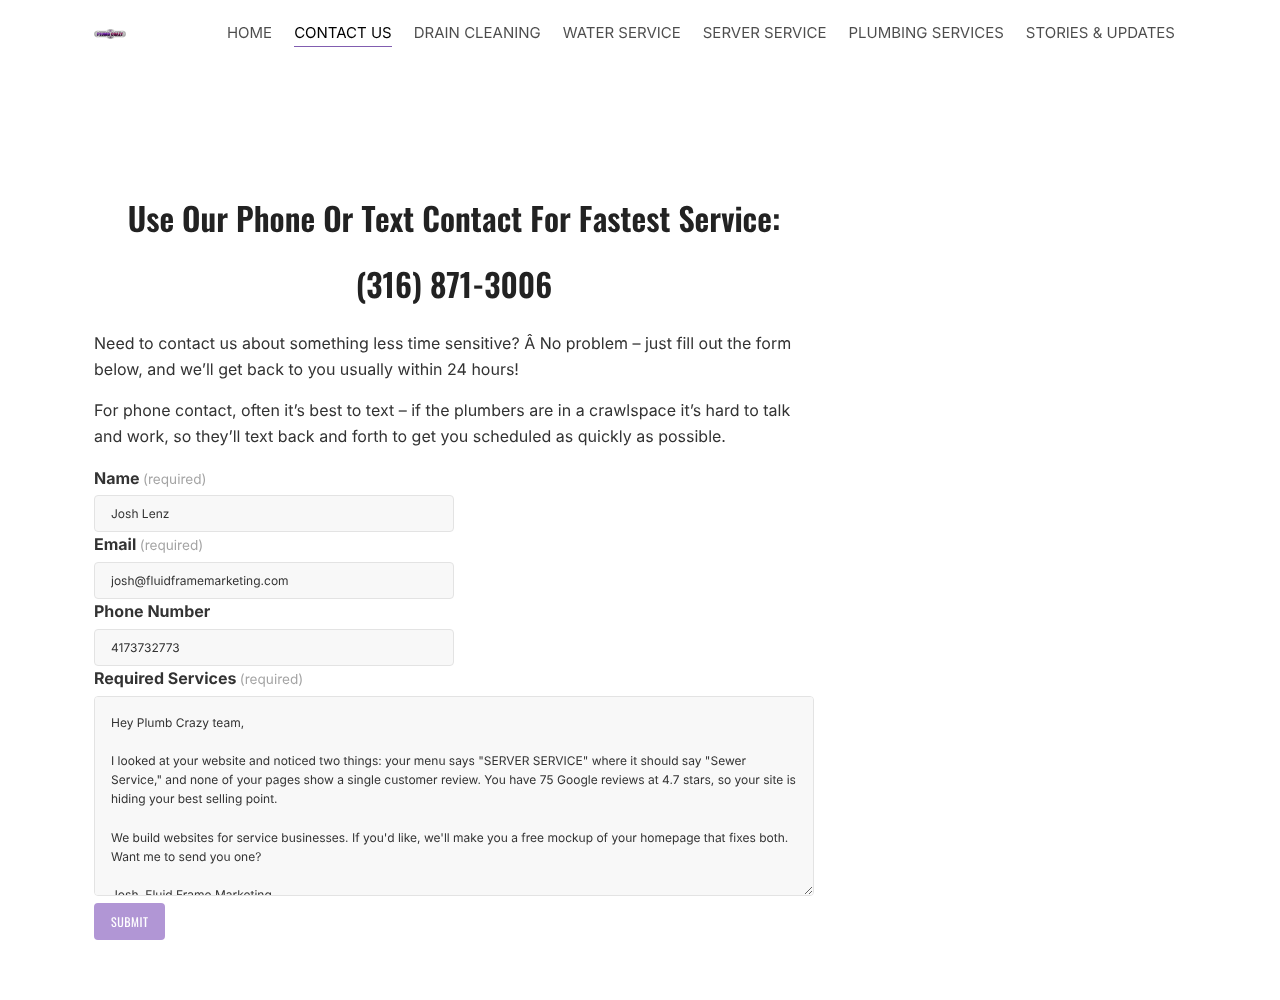 PLUMB CRAZY
HOME CONTACT US DRAIN CLEANING WATER SERVICE SERVER SERVICE PLUMBING SERVICES STORIES & UPDATES
Use Our Phone Or Text Contact For Fastest Service:
(316) 871-3006
Need to contact us about something less time sensitive? Â No problem – just fill out the form
below, and we’ll get back to you usually within 24 hours!
For phone contact, often it’s best to text – if the plumbers are in a crawlspace it’s hard to talk
and work, so they’ll text back and forth to get you scheduled as quickly as possible.
Name (required)
Josh Lenz
Email (required)
josh@fluidframemarketing.com
Phone Number
4173732773
Required Services (required)
Hey Plumb Crazy team,
I looked at your website and noticed two things: your menu says "SERVER SERVICE" where it should say "Sewer
Service," and none of your pages show a single customer review. You have 75 Google reviews at 4.7 stars, so your site is
hiding your best selling point.
We build websites for service businesses. If you'd like, we'll make you a free mockup of your homepage that fixes both.
Want me to send you one?
Josh, Fluid Frame Marketing
SUBMIT